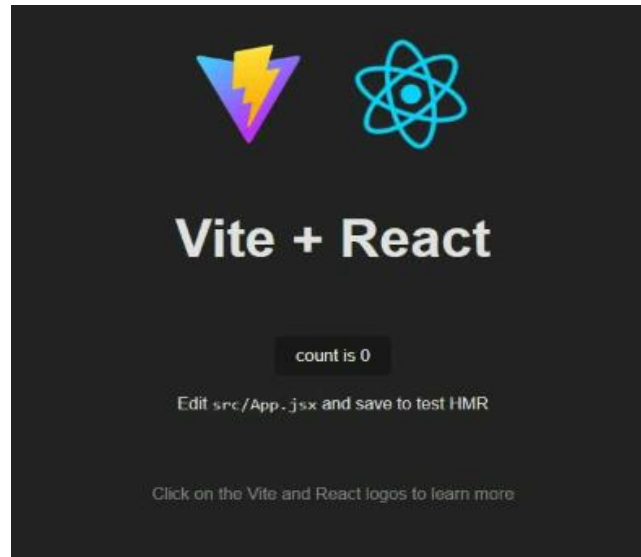 Vite + React
count is 0
Edit src/App.jsx and save to test HMR
Click on the Vite and React logos to learn more